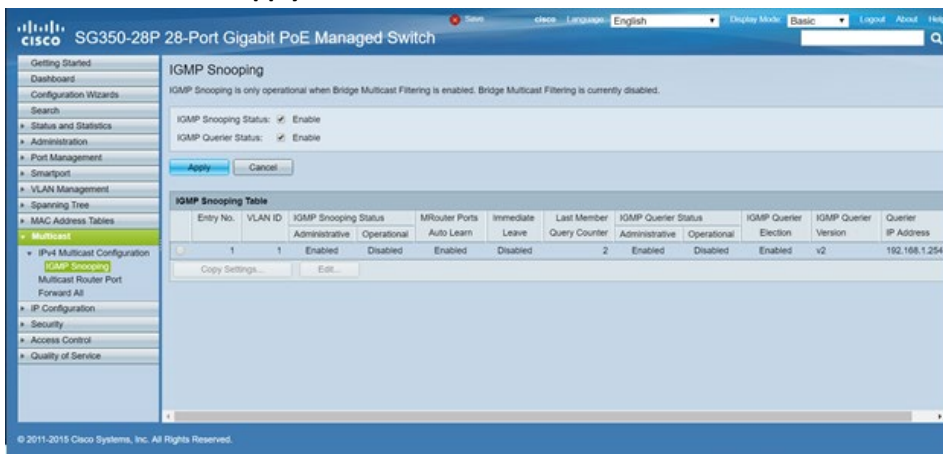 Save cisco Language: English Display Mode: Basic Logout About Help
CISCO SG350-28P 28-Port Gigabit PoE Managed Switch
Getting Started
Dashboard
Configuration Wizards
Search
Status and Statistics
Administration
Port Management
Smartport
VLAN Management
Spanning Tree
MAC Address Tables
Multicast
IPv4 Multicast Configuration
IGMP Snooping
Multicast Router Port
Forward All
IP Configuration
Security
Access Control
Quality of Service
IGMP Snooping
IGMP Snooping is only operational when Bridge Multicast Filtering is enabled. Bridge Multicast Filtering is currently disabled.
IGMP Snooping Status: Enable
IGMP Querier Status: Enable
Apply Cancel
IGMP Snooping Table
Entry No. VLAN ID IGMP Snooping Status MRouter Ports Immediate Last Member IGMP Querier Status IGMP Querier IGMP Querier Querier
Administrative Operational Auto Learn Leave Query Counter Administrative Operational Election Version IP Address
1 1 Enabled Disabled Enabled Disabled 2 Enabled Disabled Enabled v2 192.168.1.254
Copy Settings... Edit...
© 2011-2015 Cisco Systems, Inc. All Rights Reserved.